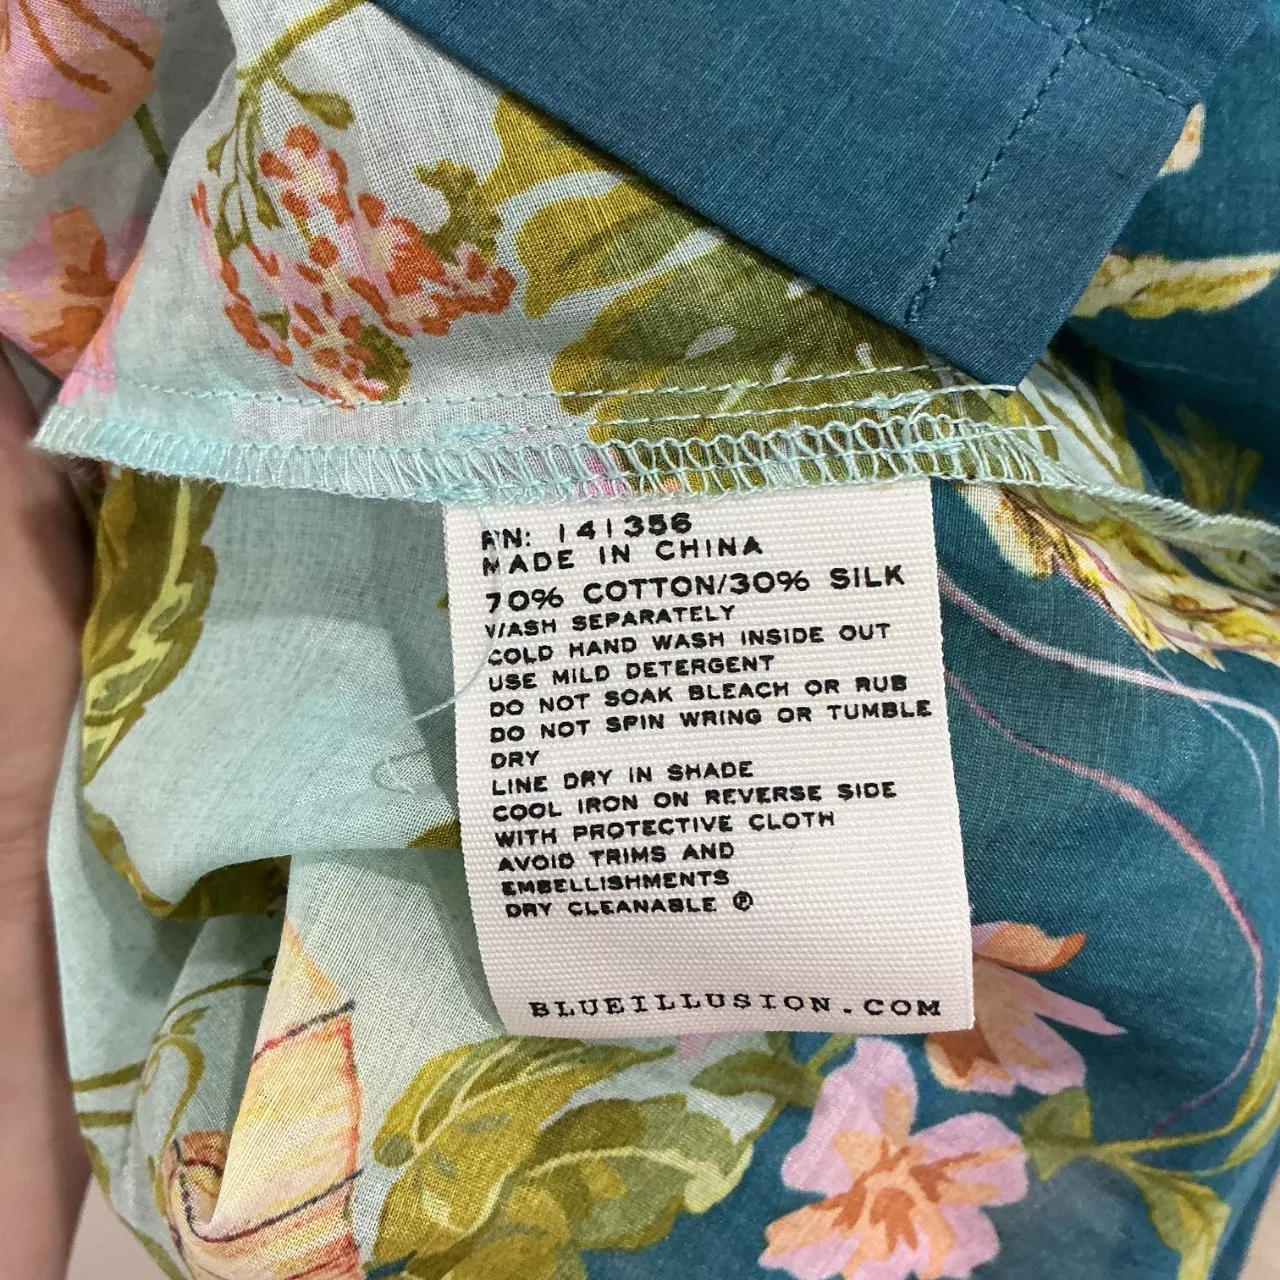 RN: 141356
MADE IN CHINA
70% COTTON/30% SILK
WASH SEPARATELY
COLD HAND WASH INSIDE OUT
USE MILD DETERGENT
DO NOT SOAK BLEACH OR RUB
DO NOT SPIN WRING OR TUMBLE
DRY
LINE DRY IN SHADE
COOL IRON ON REVERSE SIDE
WITH PROTECTIVE CLOTH
AVOID TRIMS AND
EMBELLISHMENTS
DRY CLEANABLE Ⓟ
BLUEILLUSION.COM